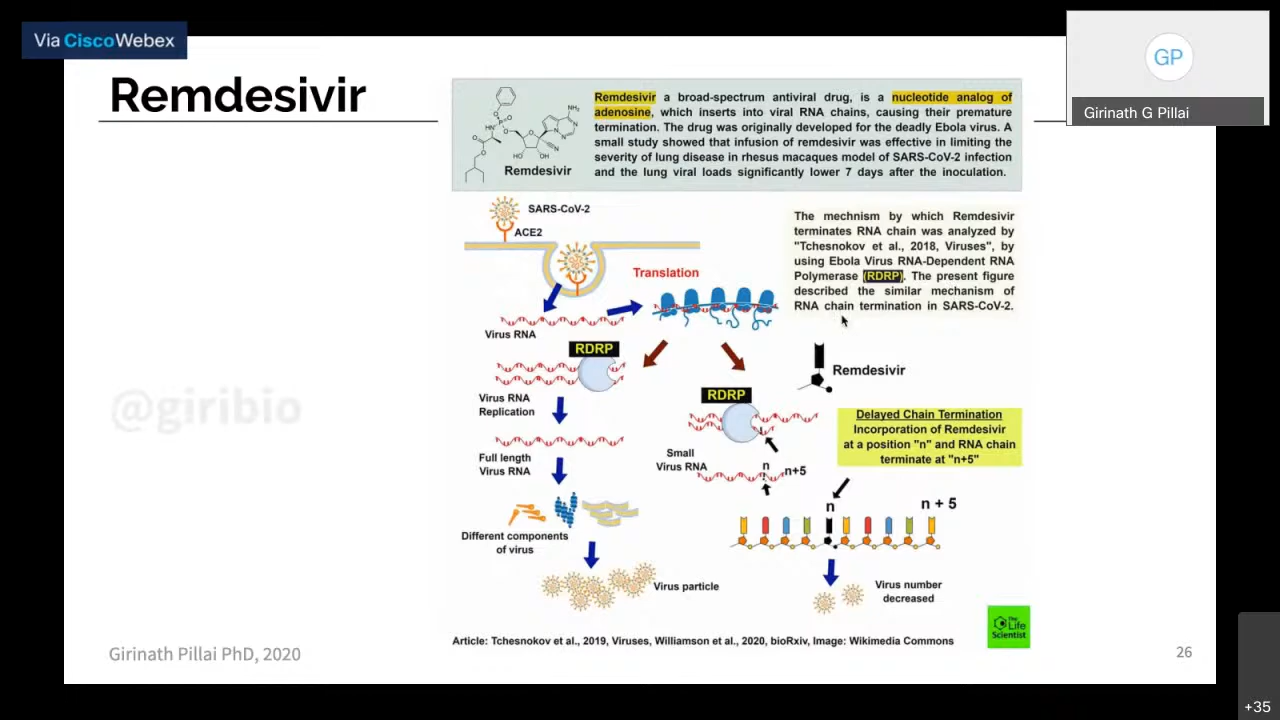 Via CiscoWebex
GP
Girinath G Pillai
Remdesivir
NH₂
N
N
N
O
P
O
HN
O
O
O
CN
HO
OH
Remdesivir
Remdesivir a broad-spectrum antiviral drug, is a nucleotide analog of
adenosine, which inserts into viral RNA chains, causing their premature
termination. The drug was originally developed for the deadly Ebola virus. A
small study showed that infusion of remdesivir was effective in limiting the
severity of lung disease in rhesus macaques model of SARS-CoV-2 infection
and the lung viral loads significantly lower 7 days after the inoculation.
SARS-CoV-2
ACE2
Translation
Virus RNA
The mechnism by which Remdesivir
terminates RNA chain was analyzed by
"Tchesnokov et al., 2018, Viruses", by
using Ebola Virus RNA-Dependent RNA
Polymerase (RDRP). The present figure
described the similar mechanism of
RNA chain termination in SARS-CoV-2.
RDRP
Virus RNA
Replication
Full length
Virus RNA
Different components
of virus
Virus particle
RDRP
Small
Virus RNA
n
n+5
Remdesivir
Delayed Chain Termination
Incorporation of Remdesivir
at a position "n" and RNA chain
terminate at "n+5"
n
n + 5
Virus number
decreased
The
Life
Scientist
Article: Tchesnokov et al., 2019, Viruses, Williamson et al., 2020, bioRxiv, Image: Wikimedia Commons
@giribio
Girinath Pillai PhD, 2020
26
+35